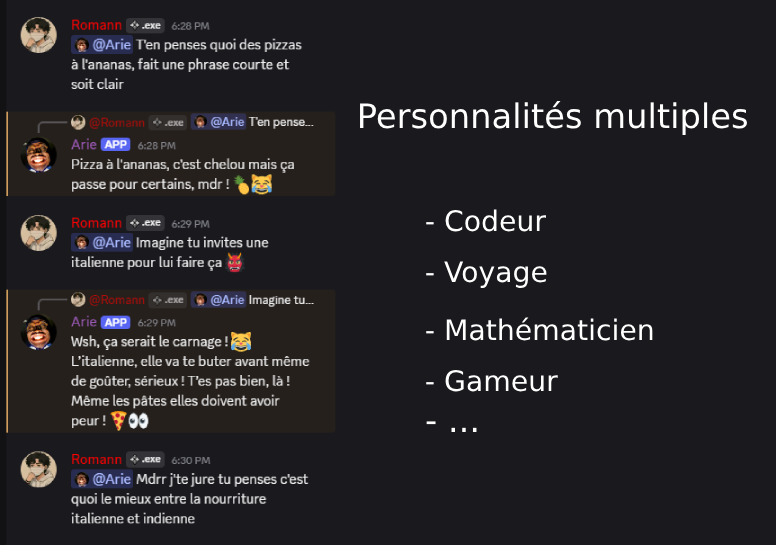 Romann .exe 6:28 PM
@Arie T'en penses quoi des pizzas
à l'ananas, fait une phrase courte et
soit clair
@Romann .exe @Arie T'en pense...
Arie APP 6:28 PM
Pizza à l'ananas, c'est chelou mais ça
passe pour certains, mdr ! 🍍😹
Romann .exe 6:29 PM
@Arie Imagine tu invites une
italienne pour lui faire ça 👹
@Romann .exe @Arie Imagine tu...
Arie APP 6:29 PM
Wsh, ça serait le carnage ! 😹
L'italienne, elle va te buter avant même
de goûter, sérieux ! T'es pas bien, là !
Même les pâtes elles doivent avoir
peur ! 🍕👀
Romann .exe 6:30 PM
@Arie Mdrr j'te jure tu penses c'est
quoi le mieux entre la nourriture
italienne et indienne
Personnalités multiples
- Codeur
- Voyage
- Mathématicien
- Gameur
- ...